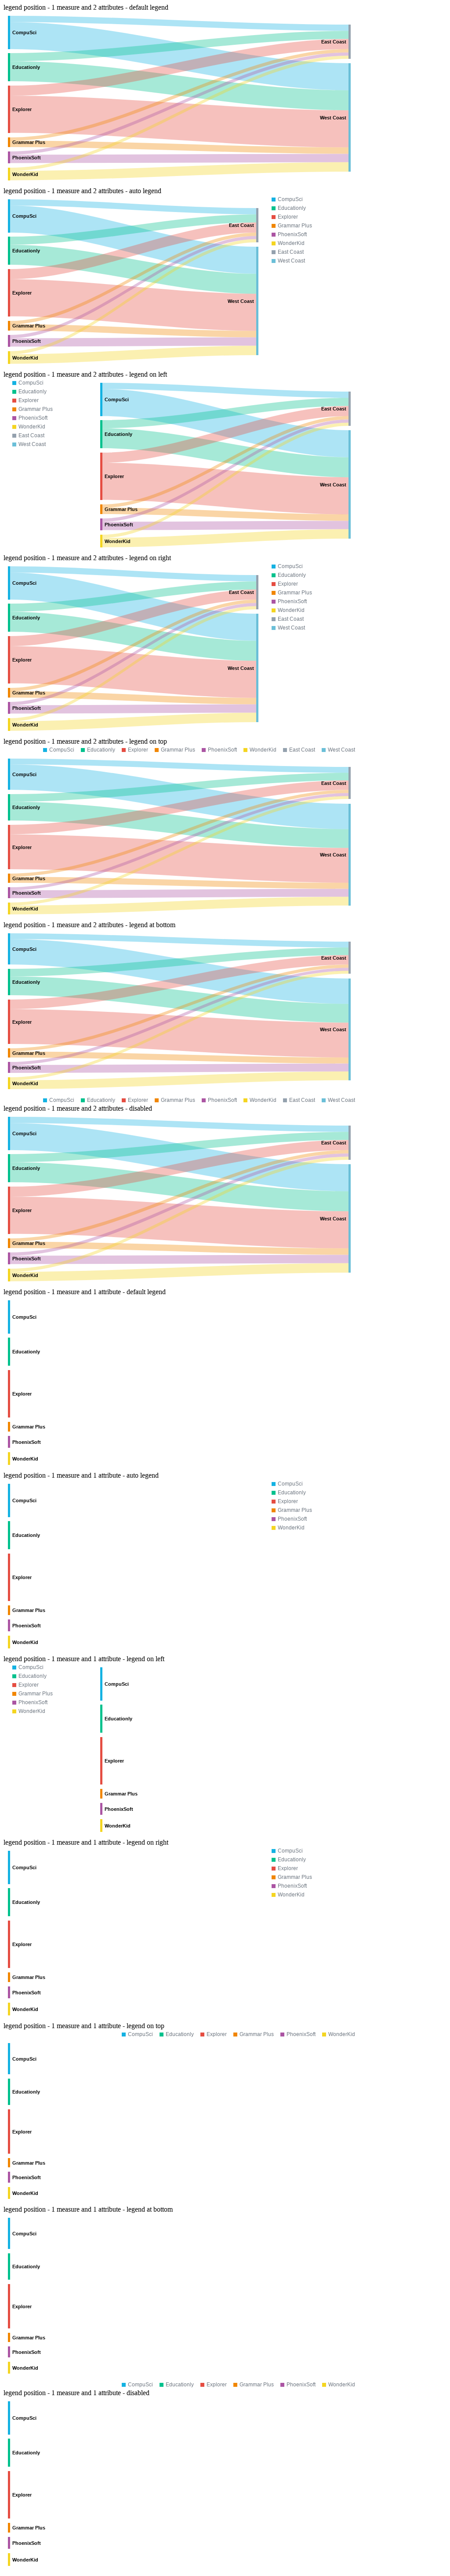 legend position - 1 measure and 2 attributes - default legend
CompuSci
East Coast
Educationly
Explorer
West Coast
Grammar Plus
PhoenixSoft
WonderKid
legend position - 1 measure and 2 attributes - auto legend
CompuSci
Educationly
Explorer
Grammar Plus
PhoenixSoft
WonderKid
East Coast
West Coast
CompuSci
East Coast
Educationly
Explorer
West Coast
Grammar Plus
PhoenixSoft
WonderKid
legend position - 1 measure and 2 attributes - legend on left
CompuSci
Educationly
Explorer
Grammar Plus
PhoenixSoft
WonderKid
East Coast
West Coast
CompuSci
East Coast
Educationly
Explorer
West Coast
Grammar Plus
PhoenixSoft
WonderKid
legend position - 1 measure and 2 attributes - legend on right
CompuSci
Educationly
Explorer
Grammar Plus
PhoenixSoft
WonderKid
East Coast
West Coast
CompuSci
East Coast
Educationly
Explorer
West Coast
Grammar Plus
PhoenixSoft
WonderKid
legend position - 1 measure and 2 attributes - legend on top
CompuSci Educationly Explorer Grammar Plus PhoenixSoft WonderKid East Coast West Coast
CompuSci
East Coast
Educationly
Explorer
West Coast
Grammar Plus
PhoenixSoft
WonderKid
legend position - 1 measure and 2 attributes - legend at bottom
CompuSci
East Coast
Educationly
Explorer
West Coast
Grammar Plus
PhoenixSoft
WonderKid
CompuSci Educationly Explorer Grammar Plus PhoenixSoft WonderKid East Coast West Coast
legend position - 1 measure and 2 attributes - disabled
CompuSci
East Coast
Educationly
Explorer
West Coast
Grammar Plus
PhoenixSoft
WonderKid
legend position - 1 measure and 1 attribute - default legend
CompuSci
Educationly
Explorer
Grammar Plus
PhoenixSoft
WonderKid
legend position - 1 measure and 1 attribute - auto legend
CompuSci
Educationly
Explorer
Grammar Plus
PhoenixSoft
WonderKid
CompuSci
Educationly
Explorer
Grammar Plus
PhoenixSoft
WonderKid
legend position - 1 measure and 1 attribute - legend on left
CompuSci
Educationly
Explorer
Grammar Plus
PhoenixSoft
WonderKid
CompuSci
Educationly
Explorer
Grammar Plus
PhoenixSoft
WonderKid
legend position - 1 measure and 1 attribute - legend on right
CompuSci
Educationly
Explorer
Grammar Plus
PhoenixSoft
WonderKid
CompuSci
Educationly
Explorer
Grammar Plus
PhoenixSoft
WonderKid
legend position - 1 measure and 1 attribute - legend on top
CompuSci Educationly Explorer Grammar Plus PhoenixSoft WonderKid
CompuSci
Educationly
Explorer
Grammar Plus
PhoenixSoft
WonderKid
legend position - 1 measure and 1 attribute - legend at bottom
CompuSci
Educationly
Explorer
Grammar Plus
PhoenixSoft
WonderKid
CompuSci Educationly Explorer Grammar Plus PhoenixSoft WonderKid
legend position - 1 measure and 1 attribute - disabled
CompuSci
Educationly
Explorer
Grammar Plus
PhoenixSoft
WonderKid